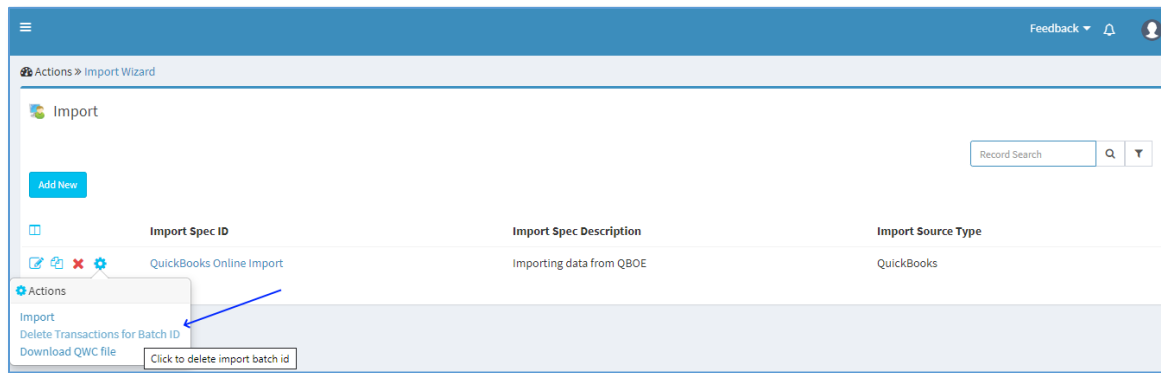 Feedback
Actions » Import Wizard
Import
Record Search
Add New
Import Spec ID Import Spec Description Import Source Type
QuickBooks Online Import Importing data from QBOE QuickBooks
Actions
Import
Delete Transactions for Batch ID
Download QWC file
Click to delete import batch id